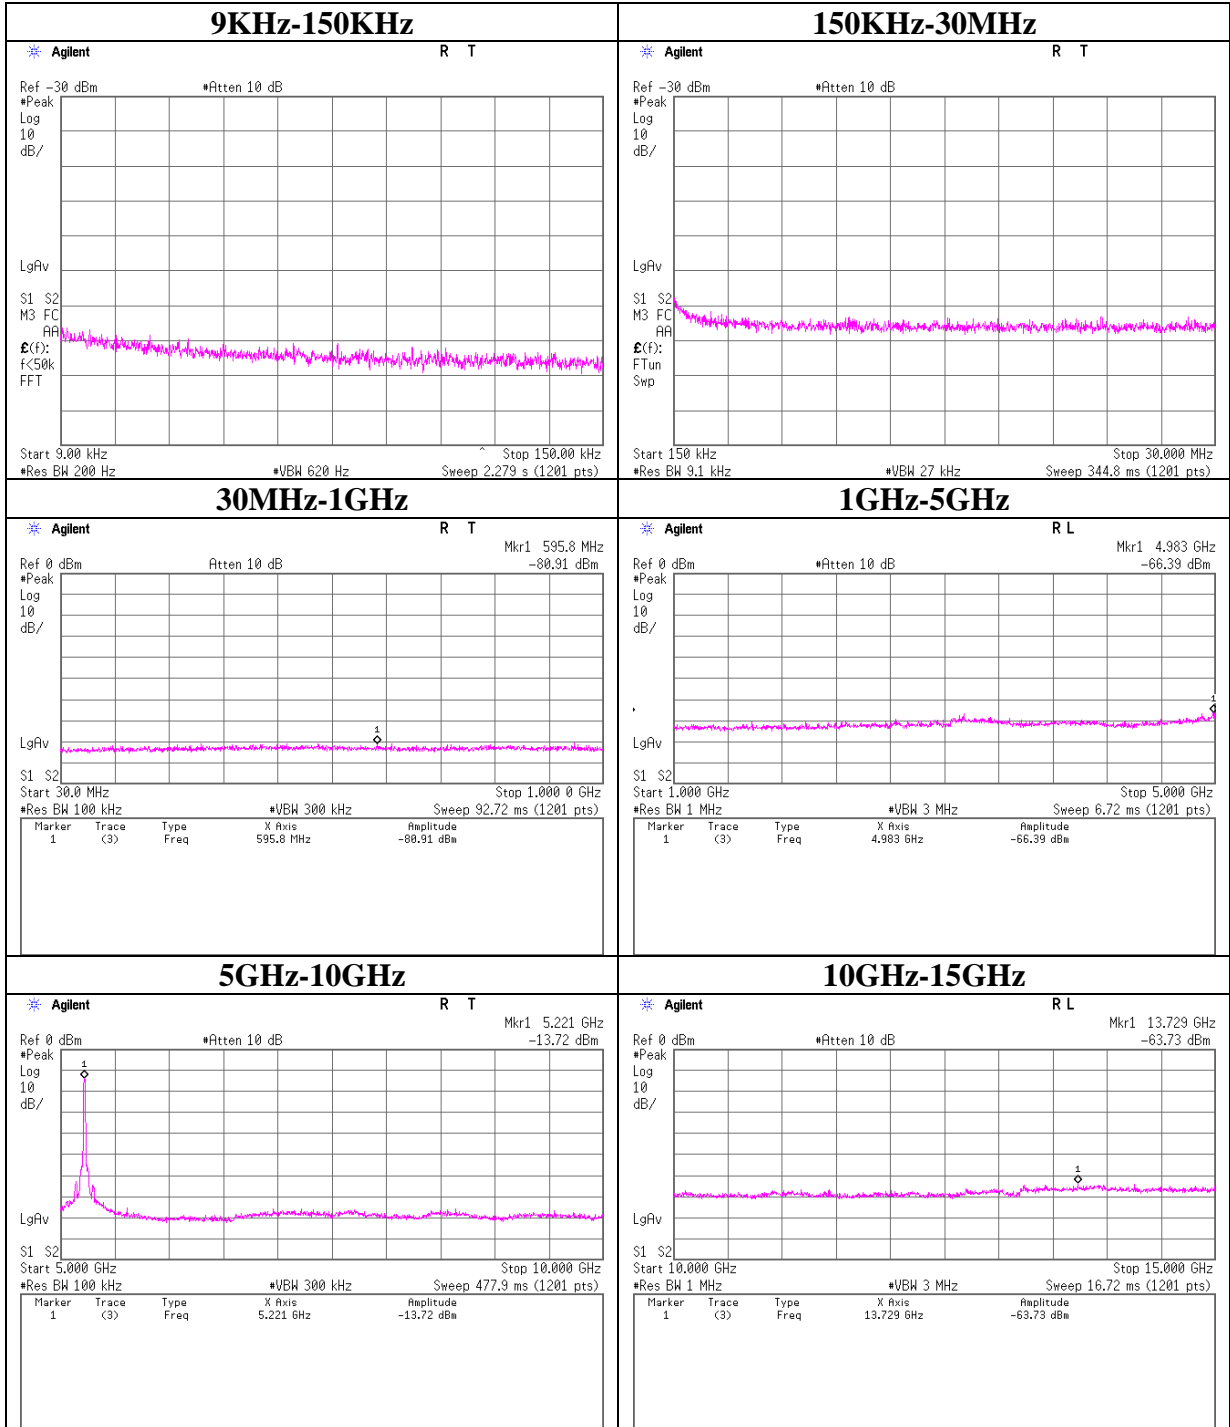 9KHz-150KHz
Agilent
R T
Ref -30 dBm #Atten 10 dB
#Peak
Log
10
dB/
LgAv
S1 S2
M3 FC
AA
£(f):
f<50k
FFT
Start 9.00 kHz ^ Stop 150.00 kHz
#Res BW 200 Hz #VBW 620 Hz Sweep 2.279 s (1201 pts)
150KHz-30MHz
Agilent
R T
Ref -30 dBm #Atten 10 dB
#Peak
Log
10
dB/
LgAv
S1 S2
M3 FC
AA
£(f):
FTun
Swp
Start 150 kHz Stop 30.000 MHz
#Res BW 9.1 kHz #VBW 27 kHz Sweep 344.8 ms (1201 pts)
30MHz-1GHz
Agilent
R T
Mkr1 595.8 MHz
Ref 0 dBm Atten 10 dB -80.91 dBm
#Peak
Log
10
dB/
1
LgAv
S1 S2
Start 30.0 MHz Stop 1.000 0 GHz
#Res BW 100 kHz #VBW 300 kHz Sweep 92.72 ms (1201 pts)
Marker Trace Type X Axis Amplitude
1 (3) Freq 595.8 MHz -80.91 dBm
1GHz-5GHz
Agilent
R L
Mkr1 4.983 GHz
Ref 0 dBm #Atten 10 dB -66.39 dBm
#Peak
Log
10
dB/
1
LgAv
S1 S2
Start 1.000 GHz Stop 5.000 GHz
#Res BW 1 MHz #VBW 3 MHz Sweep 6.72 ms (1201 pts)
Marker Trace Type X Axis Amplitude
1 (3) Freq 4.983 GHz -66.39 dBm
5GHz-10GHz
Agilent
R T
Mkr1 5.221 GHz
Ref 0 dBm #Atten 10 dB -13.72 dBm
#Peak
Log
10
dB/
1
LgAv
S1 S2
Start 5.000 GHz Stop 10.000 GHz
#Res BW 100 kHz #VBW 300 kHz Sweep 477.9 ms (1201 pts)
Marker Trace Type X Axis Amplitude
1 (3) Freq 5.221 GHz -13.72 dBm
10GHz-15GHz
Agilent
R L
Mkr1 13.729 GHz
Ref 0 dBm #Atten 10 dB -63.73 dBm
#Peak
Log
10
dB/
1
LgAv
S1 S2
Start 10.000 GHz Stop 15.000 GHz
#Res BW 1 MHz #VBW 3 MHz Sweep 16.72 ms (1201 pts)
Marker Trace Type X Axis Amplitude
1 (3) Freq 13.729 GHz -63.73 dBm